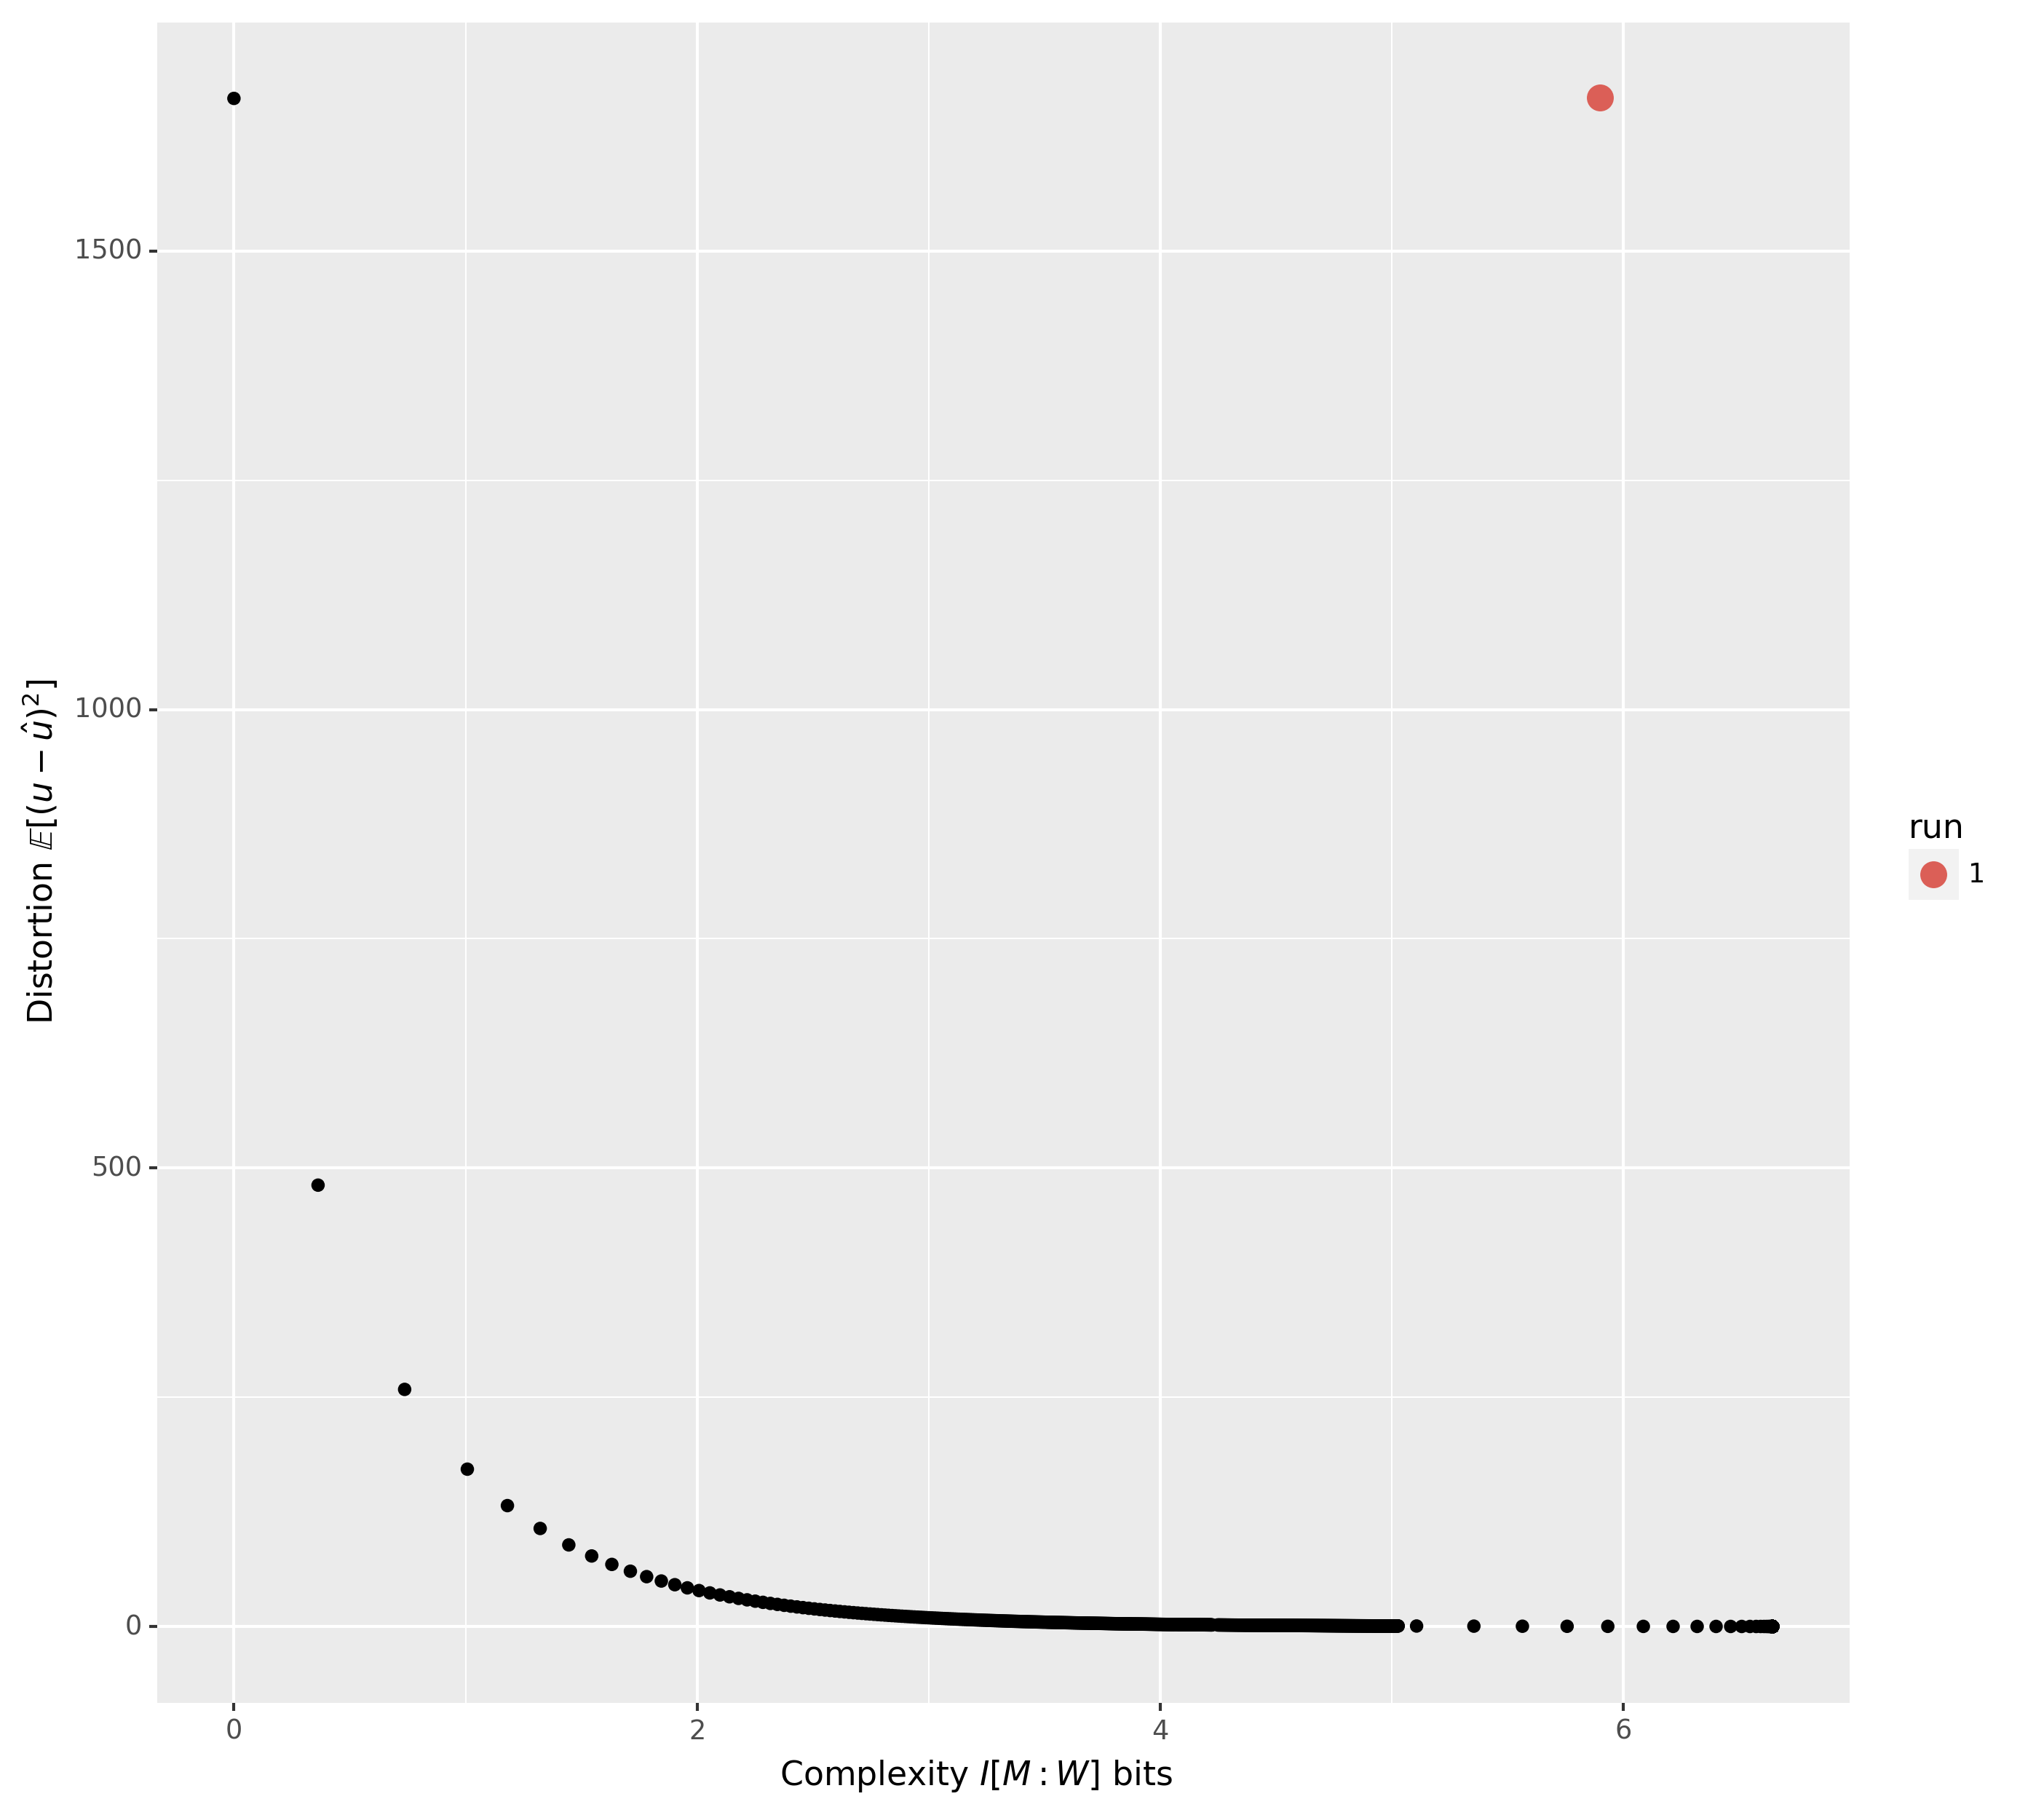 Distortion 𝔼[(u − û)²]
1500
1000
500
0
0 2 4 6
Complexity I[M : W] bits
run
1